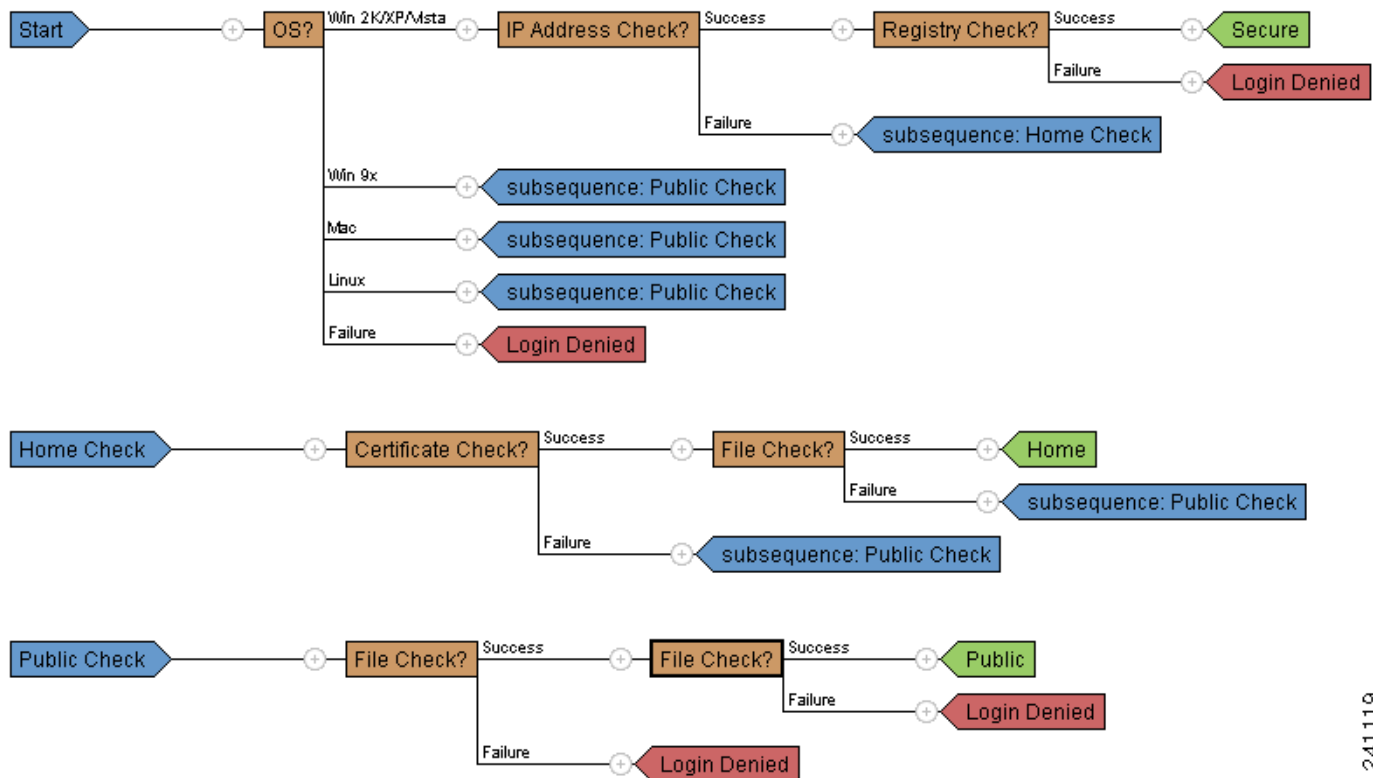 Start
OS?
Win 2K/XP/Vista
IP Address Check?
Success
Registry Check?
Success
Secure
Failure
Login Denied
Failure
subsequence: Home Check
Win 9x
subsequence: Public Check
Mac
subsequence: Public Check
Linux
subsequence: Public Check
Failure
Login Denied
Home Check
Certificate Check?
Success
File Check?
Success
Home
Failure
subsequence: Public Check
Failure
subsequence: Public Check
Public Check
File Check?
Success
File Check?
Success
Public
Failure
Login Denied
Failure
Login Denied
241119